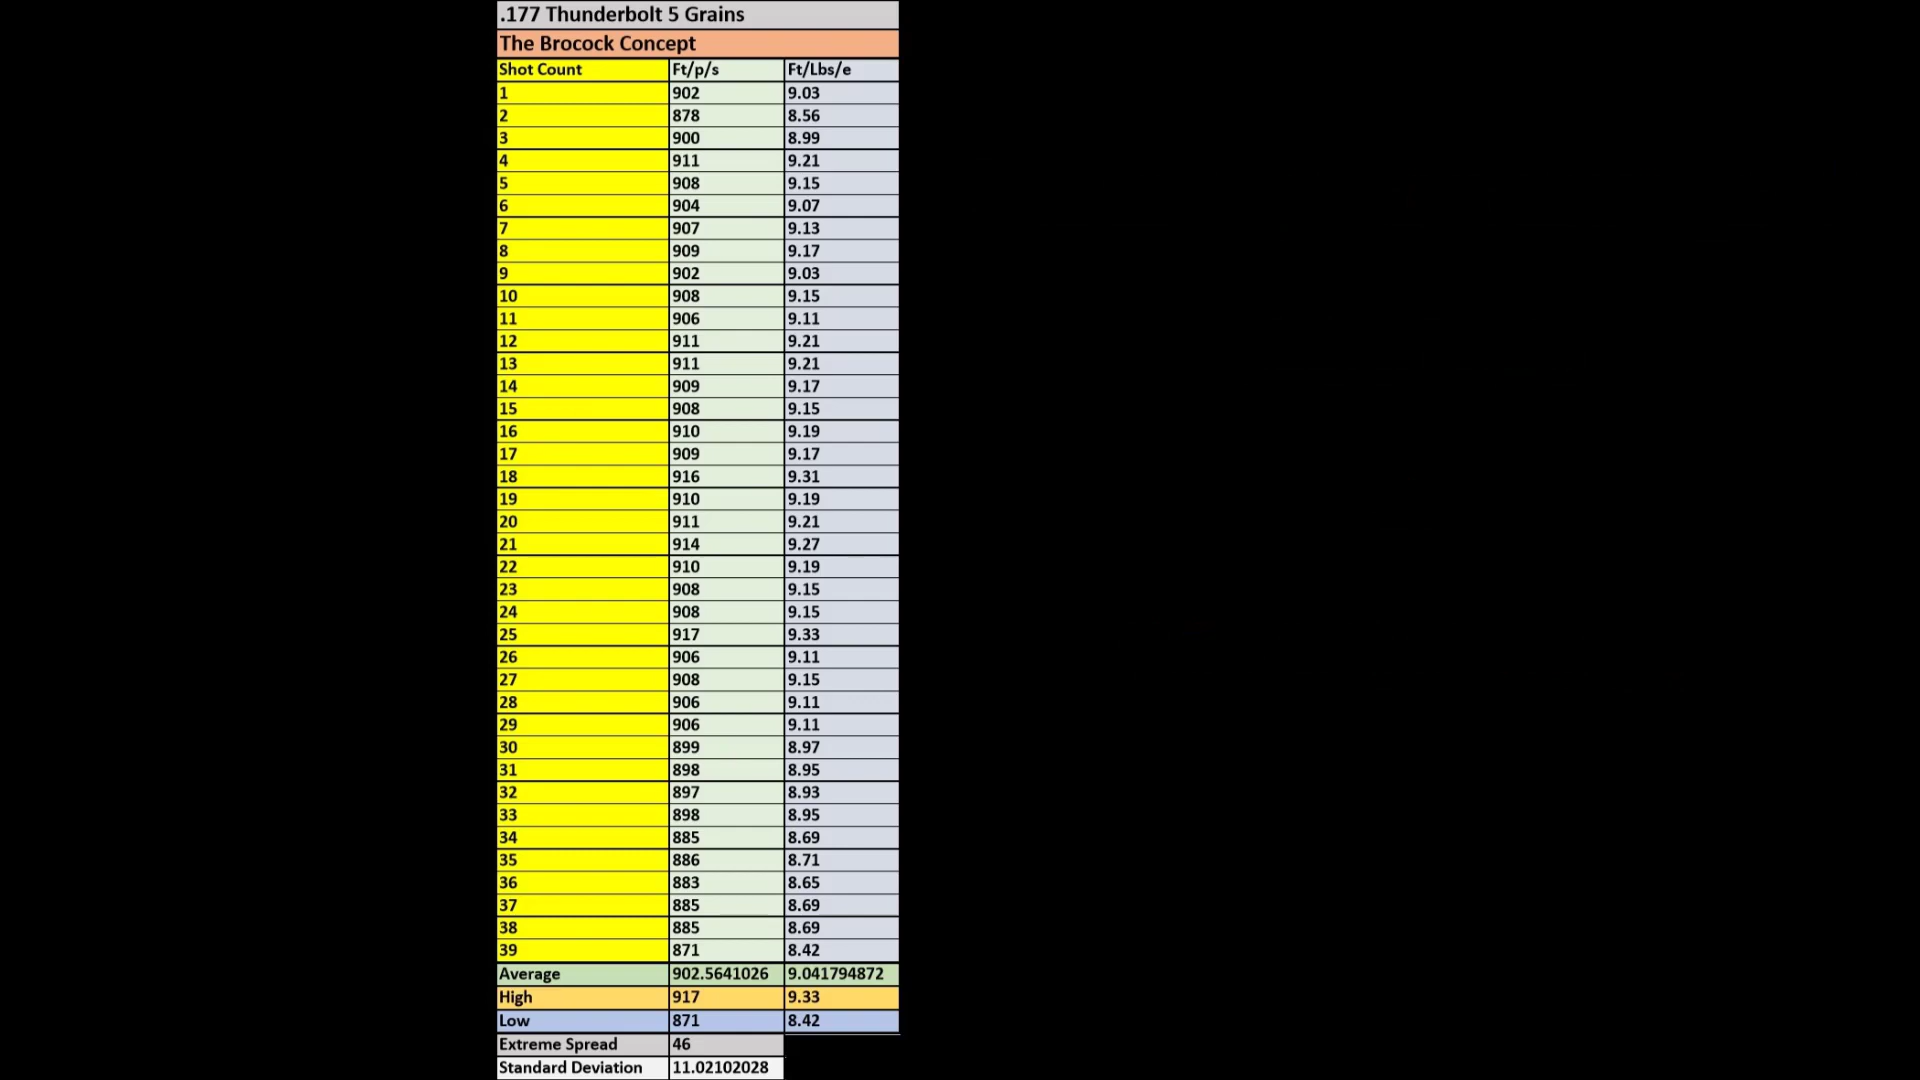 .177 Thunderbolt 5 Grains
The Brocock Concept
Shot Count Ft/p/s Ft/Lbs/e
1 902 9.03
2 878 8.56
3 900 8.99
4 911 9.21
5 908 9.15
6 904 9.07
7 907 9.13
8 909 9.17
9 902 9.03
10 908 9.15
11 906 9.11
12 911 9.21
13 911 9.21
14 909 9.17
15 908 9.15
16 910 9.19
17 909 9.17
18 916 9.31
19 910 9.19
20 911 9.21
21 914 9.27
22 910 9.19
23 908 9.15
24 908 9.15
25 917 9.33
26 906 9.11
27 908 9.15
28 906 9.11
29 906 9.11
30 899 8.97
31 898 8.95
32 897 8.93
33 898 8.95
34 885 8.69
35 886 8.71
36 883 8.65
37 885 8.69
38 885 8.69
39 871 8.42
Average 902.5641026 9.041794872
High 917 9.33
Low 871 8.42
Extreme Spread 46
Standard Deviation 11.02102028